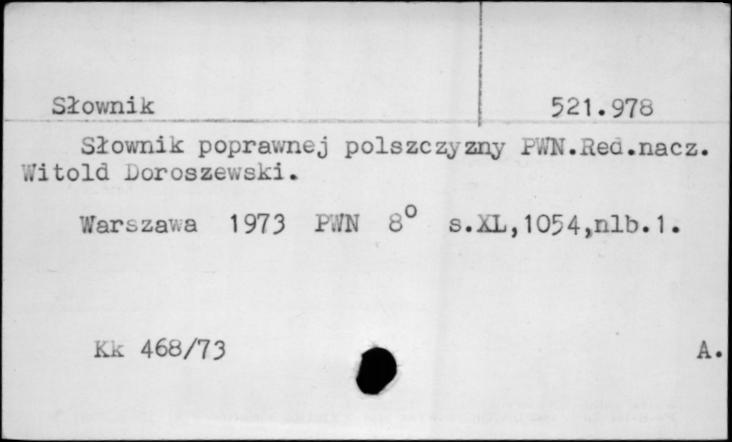 Słownik 521.978
Słownik poprawnej polszczyzny PWN.Red.nacz.
Witold Doroszewski.
Warszawa 1973 PWN 8° s.XL,1054,nlb.1.
Kk 468/73 A.